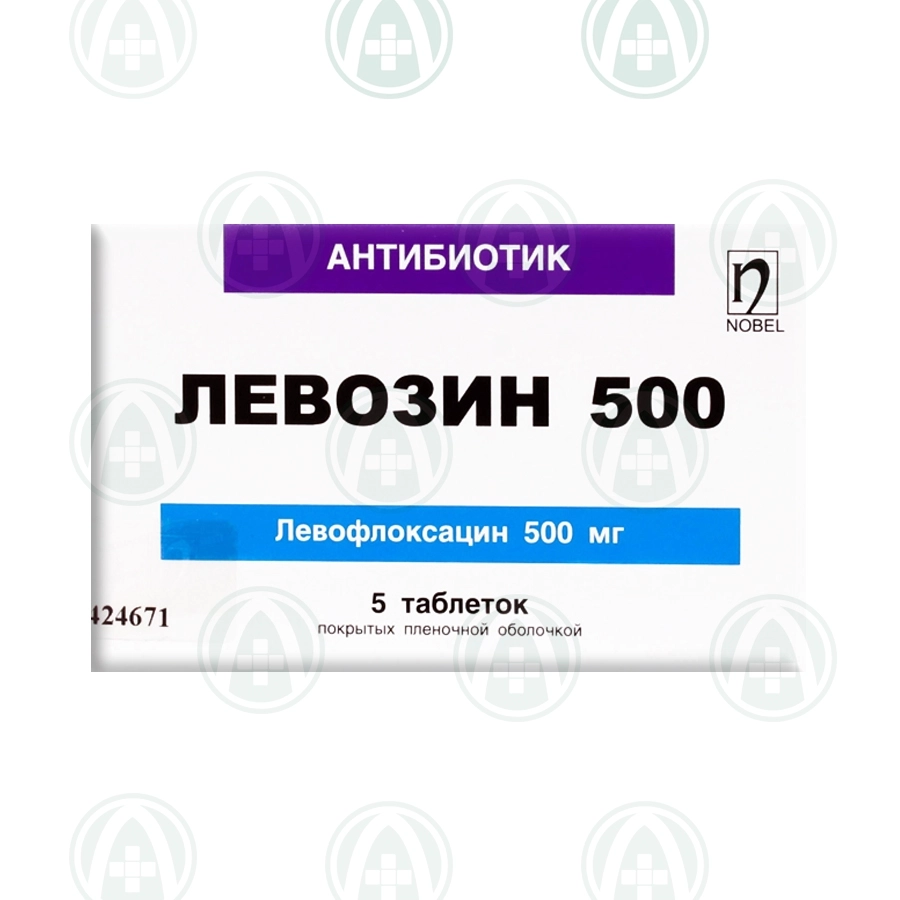 АНТИБИОТИК
NOBEL
ЛЕВОЗИН 500
Левофлоксацин 500 мг
5 таблеток
покрытых пленочной оболочкой
424671